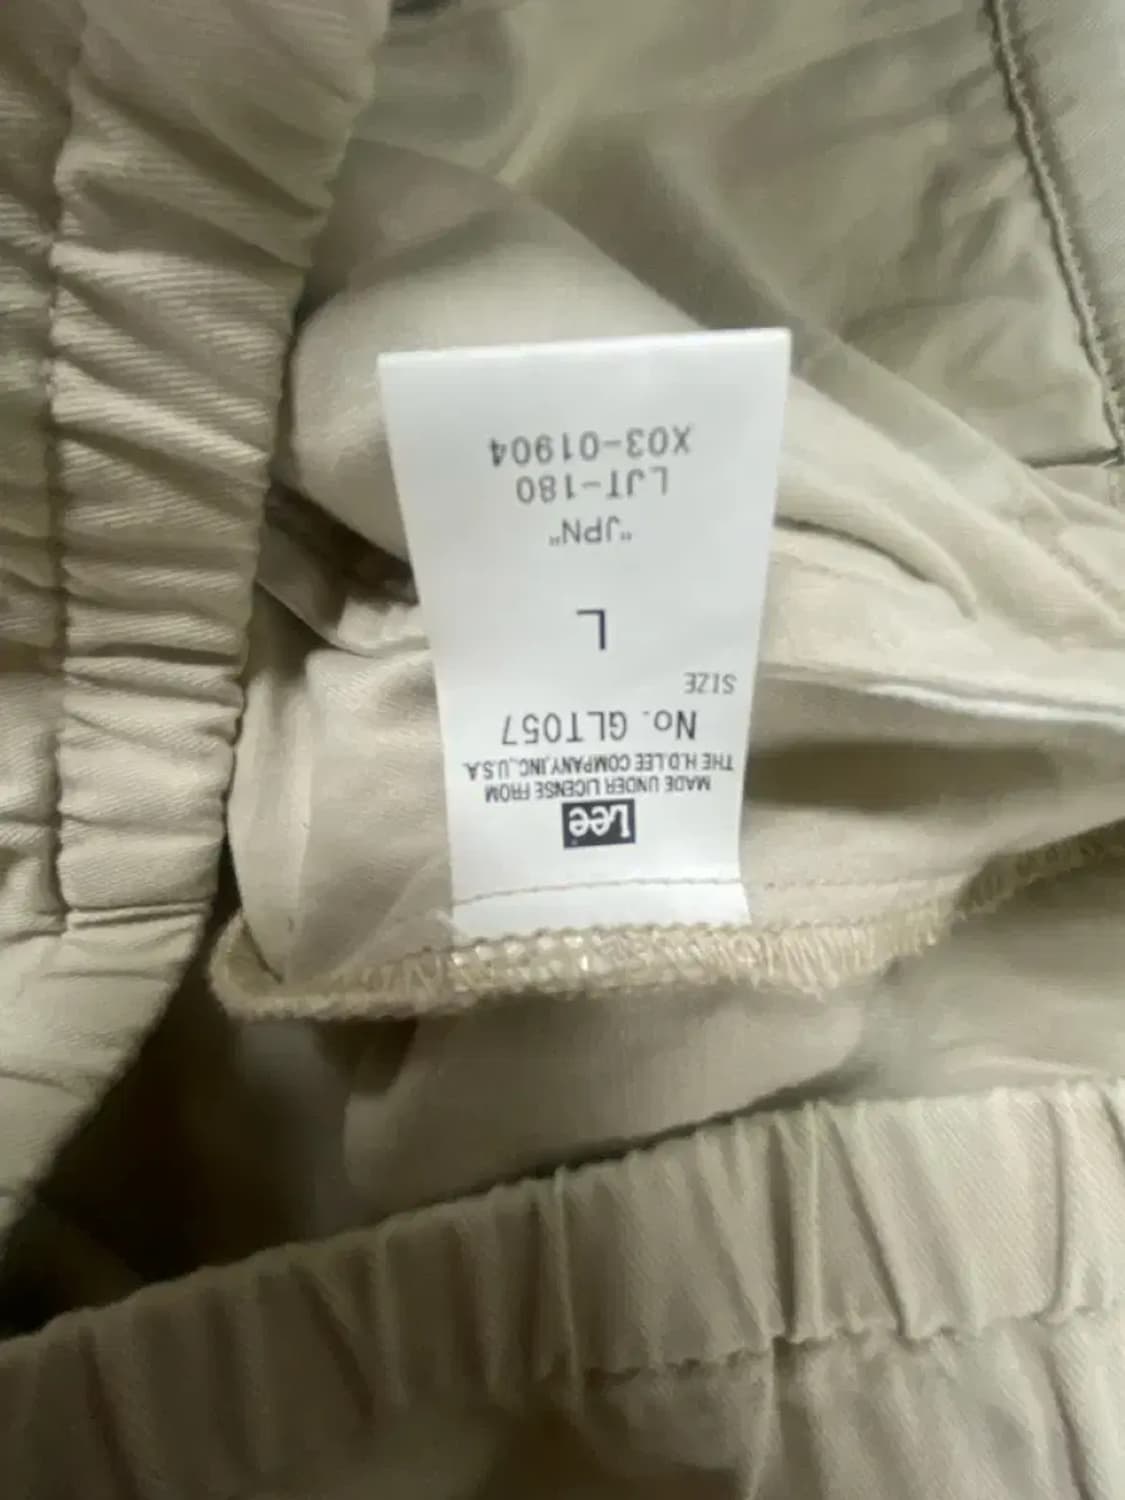 Lee
MADE UNDER LICENSE FROM
THE H.D.LEE COMPANY,INC.,U.S.A.
No. GLT057
SIZE
L
"JPN"
LJT-180
X03-01904